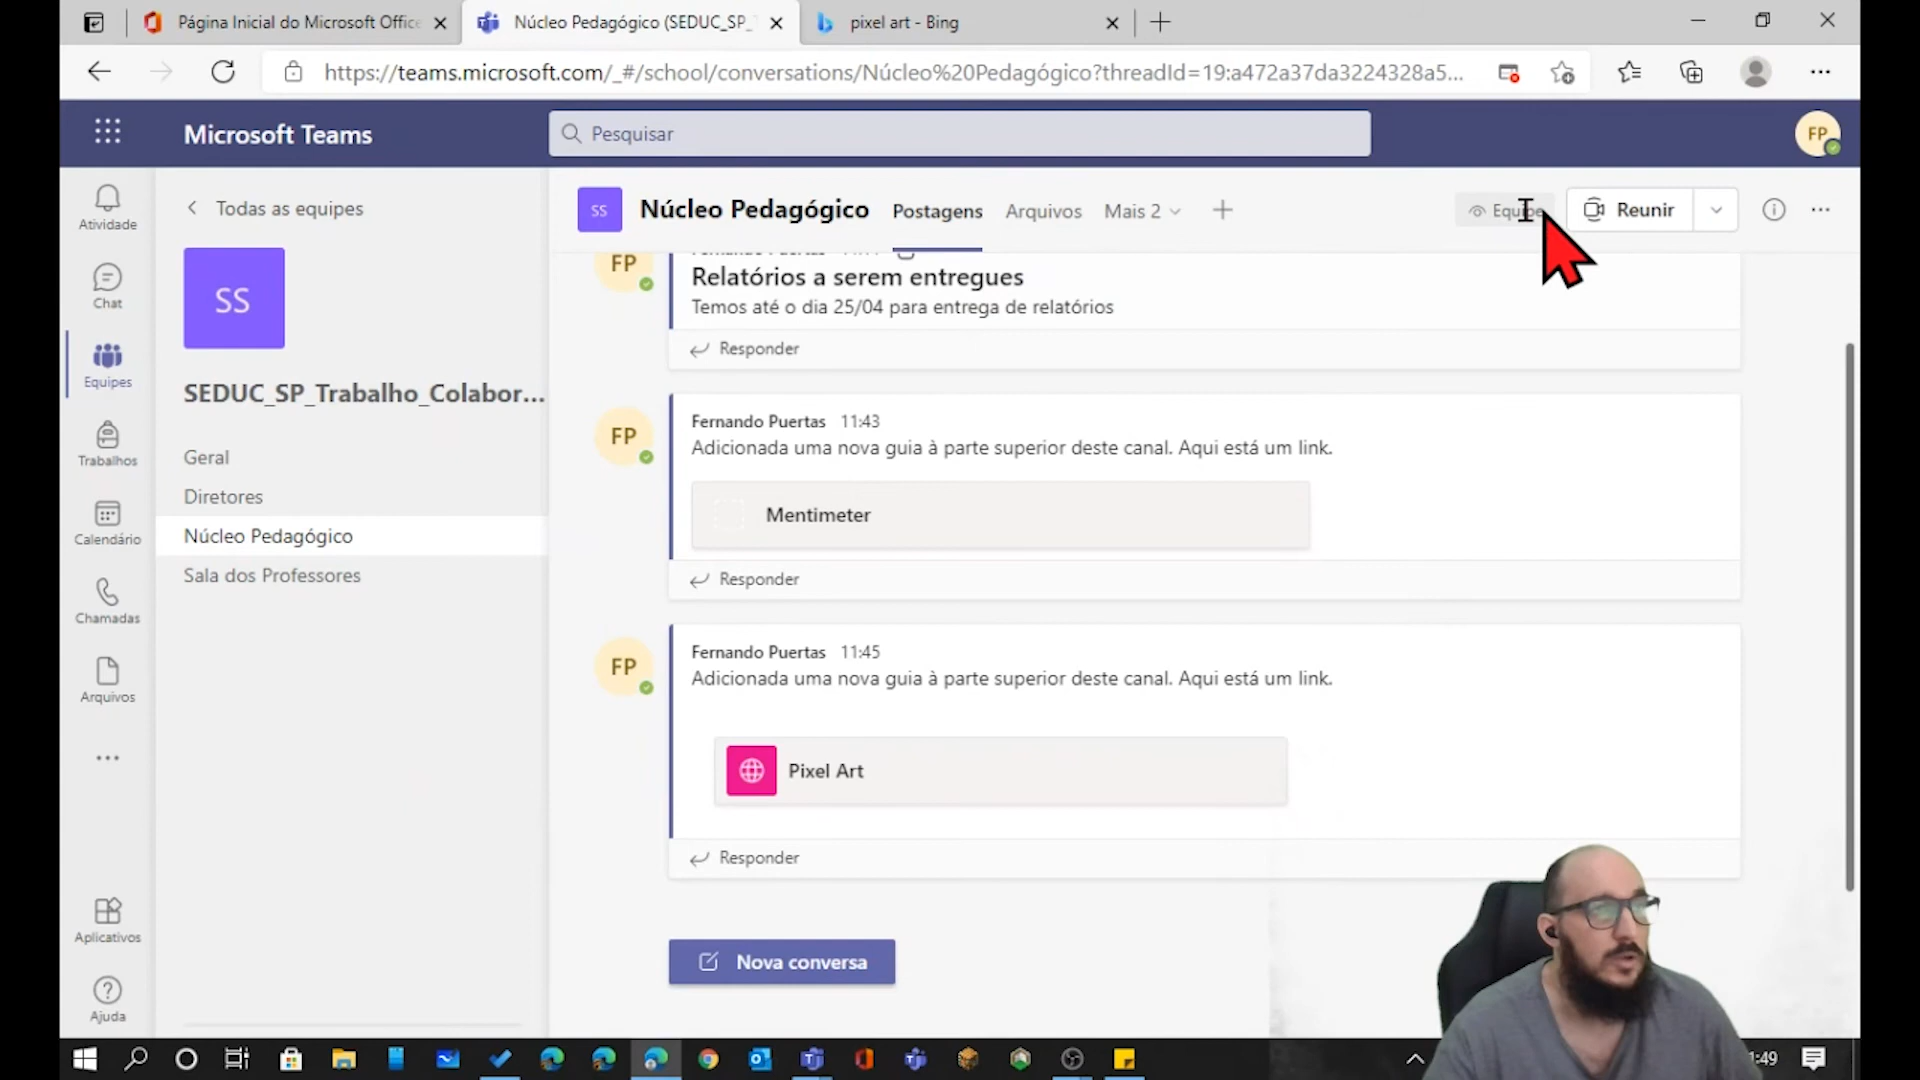 Página Inicial do Microsoft Office
Núcleo Pedagógico (SEDUC_SP_
pixel art - Bing
https://teams.microsoft.com/_#/school/conversations/Núcleo%20Pedagógico?threadId=19:a472a37da3224328a5...
Microsoft Teams
Pesquisar
FP
Atividade
Chat
Equipes
Trabalhos
Calendário
Chamadas
Arquivos
Aplicativos
Ajuda
Todas as equipes
SS
SEDUC_SP_Trabalho_Colabor...
Geral
Diretores
Núcleo Pedagógico
Sala dos Professores
SS
Núcleo Pedagógico
Postagens
Arquivos
Mais 2
Reunir
FP
Relatórios a serem entregues
Temos até o dia 25/04 para entrega de relatórios
Responder
FP
Fernando Puertas 11:43
Adicionada uma nova guia à parte superior deste canal. Aqui está um link.
Mentimeter
Responder
FP
Fernando Puertas 11:45
Adicionada uma nova guia à parte superior deste canal. Aqui está um link.
Pixel Art
Responder
Nova conversa
:49